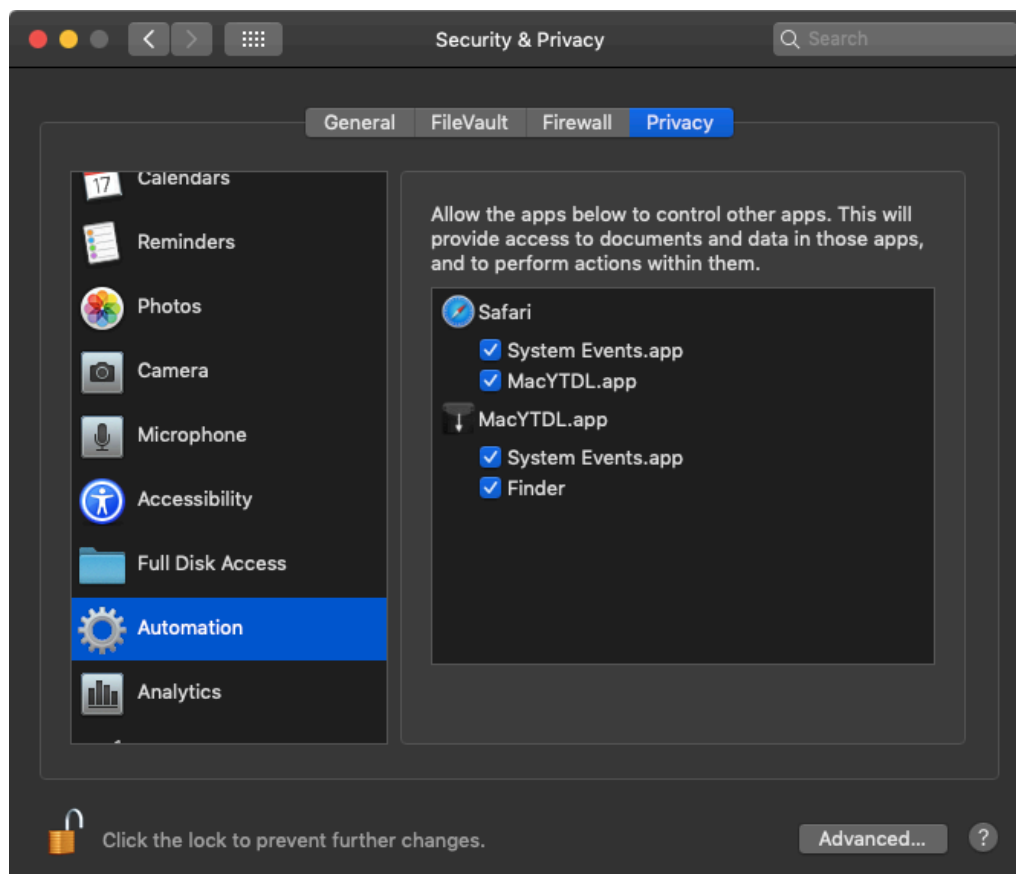 Security & Privacy
Search
General
FileVault
Firewall
Privacy
17
Calendars
Reminders
Photos
Camera
Microphone
Accessibility
Full Disk Access
Automation
Analytics
Allow the apps below to control other apps. This will
provide access to documents and data in those apps,
and to perform actions within them.
Safari
System Events.app
MacYTDL.app
MacYTDL.app
System Events.app
Finder
Click the lock to prevent further changes.
Advanced...
?